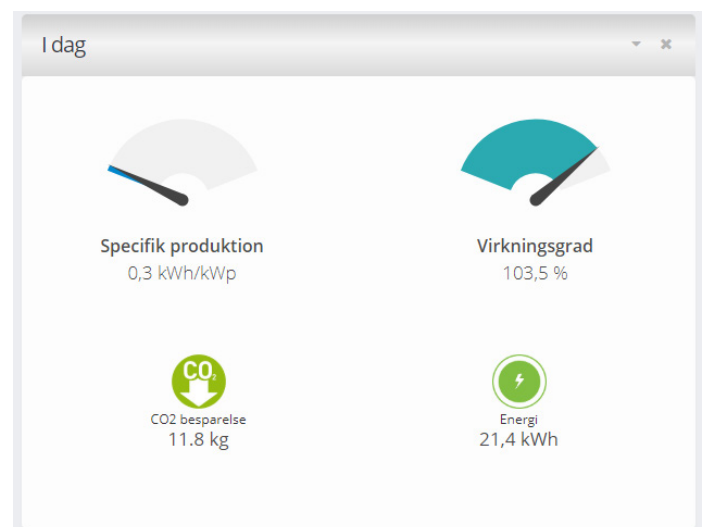 I dag
Specifik produktion
0,3 kWh/kWp
Virkningsgrad
103,5 %
CO2
CO2 besparelse
11.8 kg
Energi
21,4 kWh